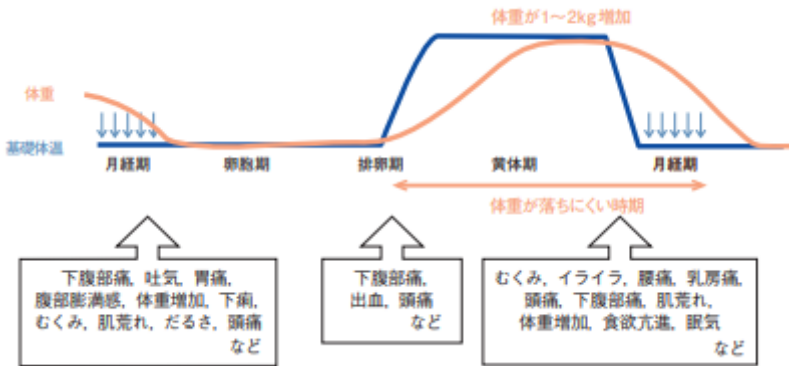 体重が1～2kg増加
体重
基礎体温
月経期
卵胞期
排卵期
黄体期
月経期
体重が落ちにくい時期
下腹部痛，吐気，胃痛，
腹部膨満感，体重増加，下痢，
むくみ，肌荒れ，だるさ，頭痛
など
下腹部痛，
出血，頭痛
など
むくみ，イライラ，腰痛，乳房痛，
頭痛，下腹部痛，肌荒れ，
体重増加，食欲亢進，眠気
など